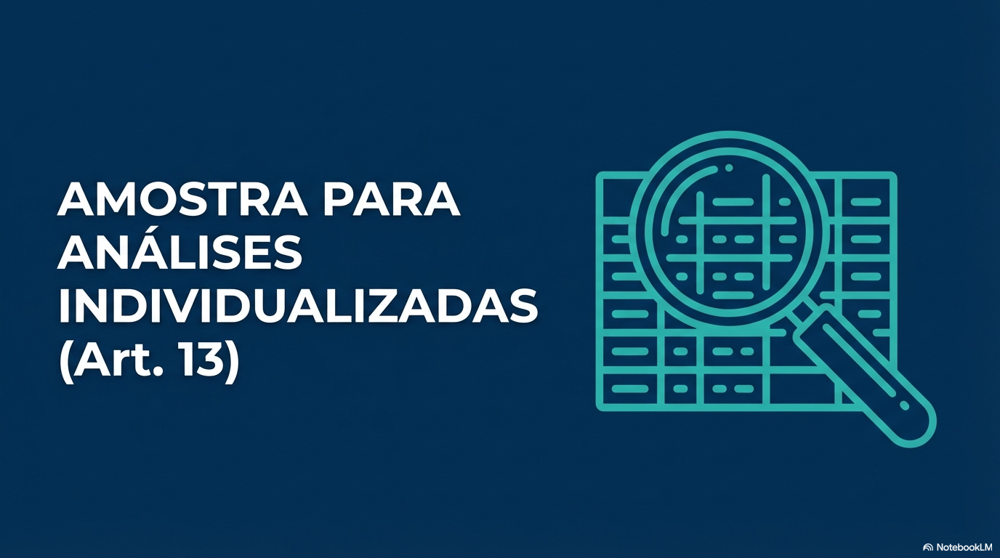 AMOSTRA PARA
ANÁLISES
INDIVIDUALIZADAS
(Art. 13)
NotebookLM